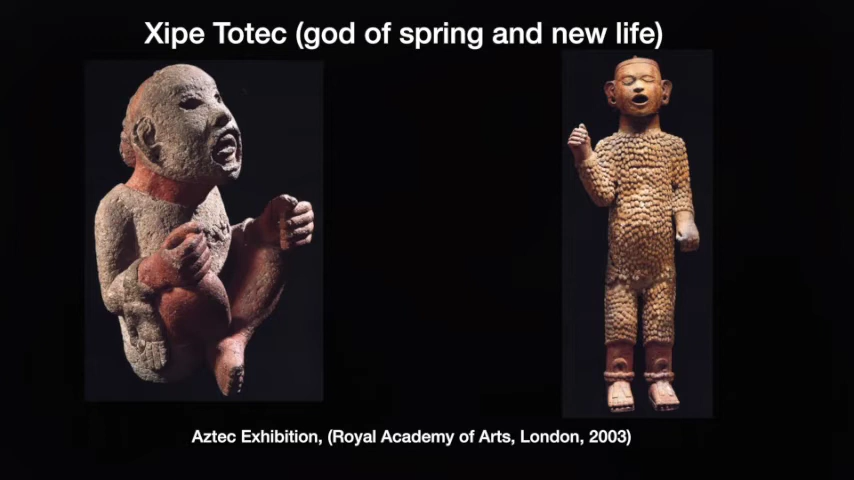 Xipe Totec (god of spring and new life)
Aztec Exhibition, (Royal Academy of Arts, London, 2003)